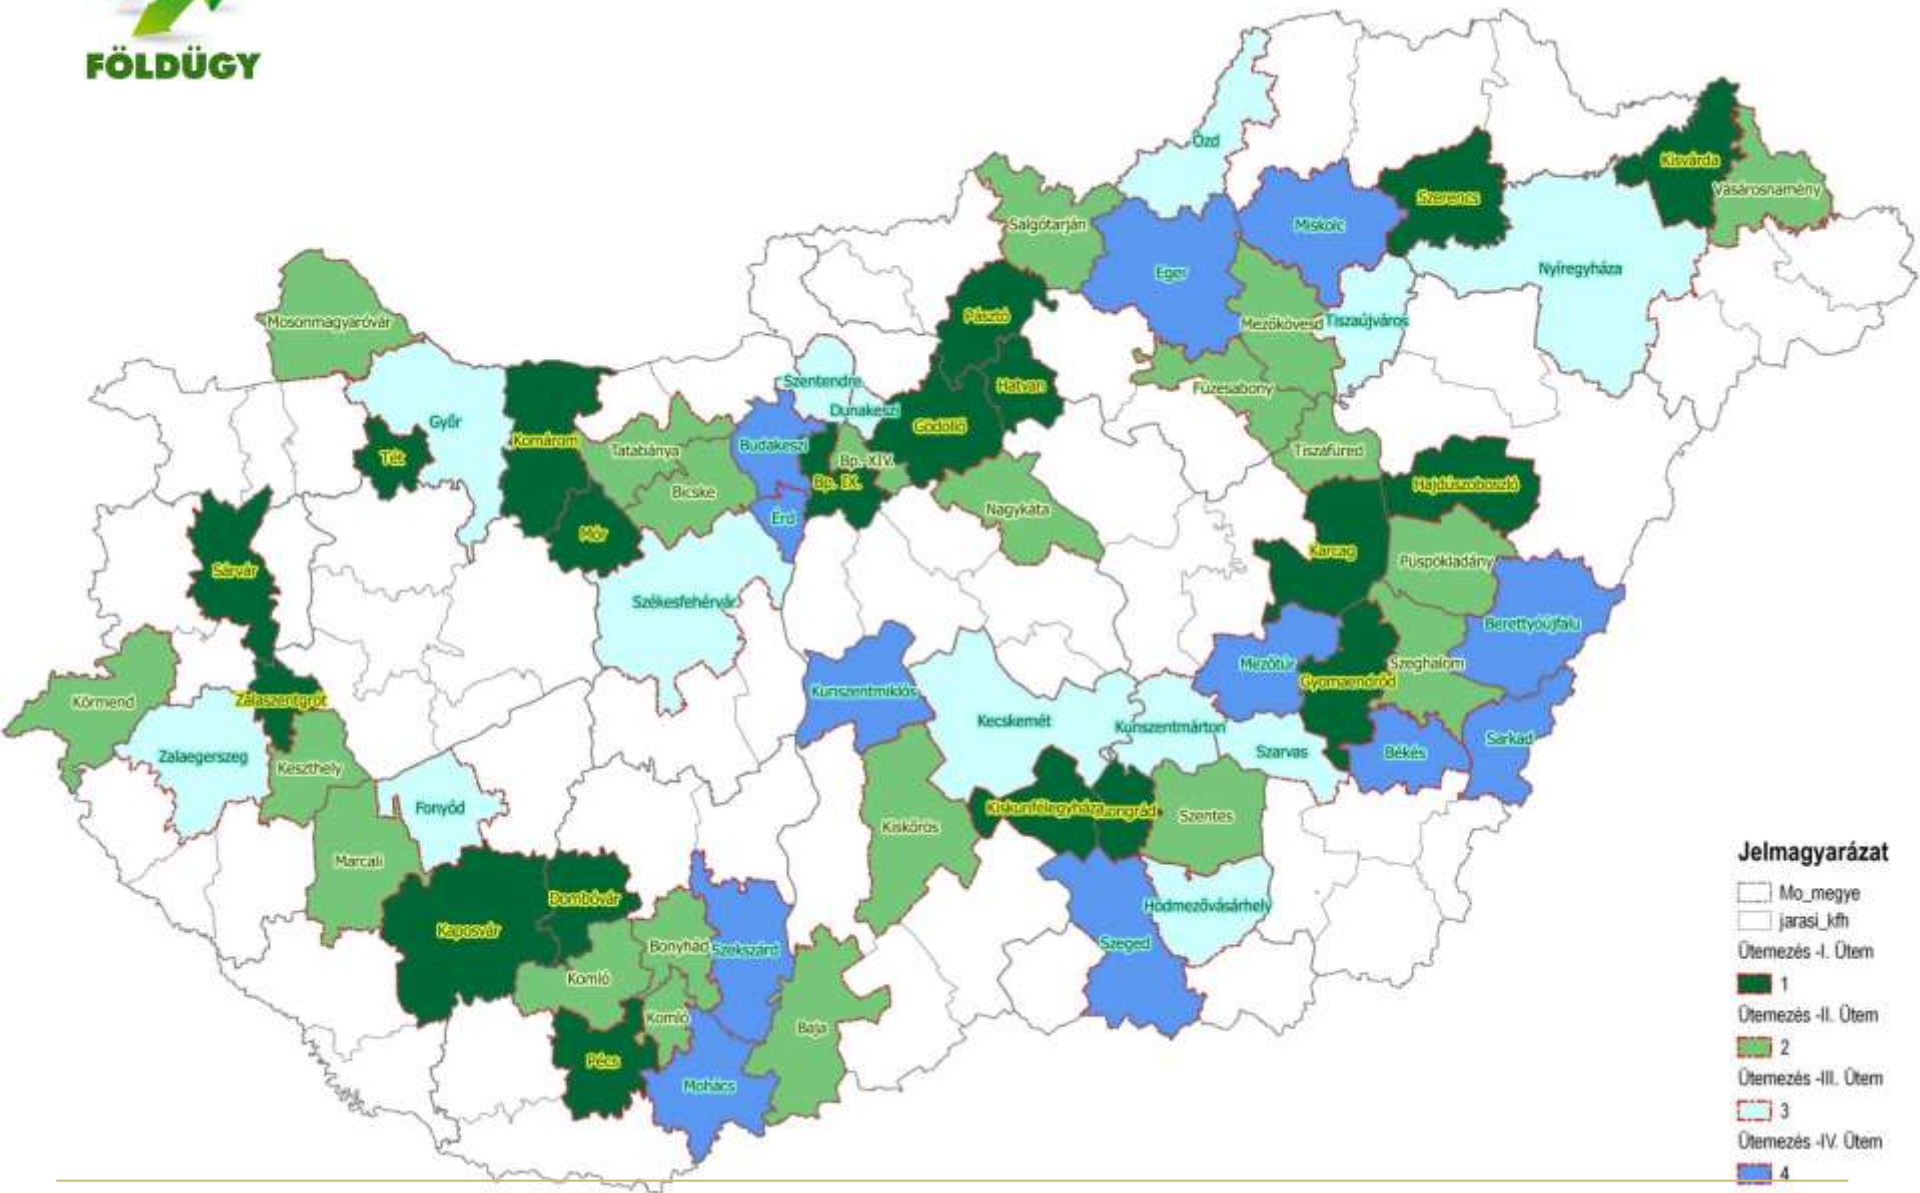 FÖLDÜGY
Ózd
Kisvárda
Vásárosnamény
Szerencs
Salgótarján
Miskolc
Eger
Nyíregyháza
Pásztó
Mosonmagyaróvár
Mezőkövesd
Tiszaújváros
Szentendre
Hatvan
Füzesabony
Dunakeszi
Győr
Gödöllő
Komárom
Budakeszi
Tatabánya
Tiszafüred
Tét
Bp. XIV.
Bp. IX.
Hajdúszoboszló
Bicske
Nagykáta
Érd
Mór
Karcag
Püspökladány
Sárvár
Székesfehérvár
Berettyóújfalu
Mezőtúr
Szeghalom
Gyomaendrőd
Kunszentmiklós
Körmend
Zalaszentgrót
Kecskemét
Kunszentmárton
Sarkad
Szarvas
Békés
Zalaegerszeg
Keszthely
Fonyód
Kiskunfélegyháza
ongrád
Szentes
Kiskőrös
Marcali
Dombóvár
Hódmezővásárhely
Kaposvár
Szeged
Bonyhád
Szekszárd
Komló
Komló
Baja
Pécs
Mohács
Jelmagyarázat
Mo_megye
jarasi_kfh
Ütemezés -I. Ütem
1
Ütemezés -II. Ütem
2
Ütemezés -III. Ütem
3
Ütemezés -IV. Ütem
4